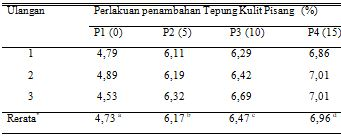 Ulangan Perlakuan penambahan Tepung Kulit Pisang (%)
P1 (0) P2 (5) P3 (10) P4 (15)
1 4,79 6,11 6,29 6,86
2 4,89 6,19 6,42 7,01
3 4,53 6,32 6,69 7,01
Rerata* 4,73 a 6,17 b 6,47 c 6,96 d